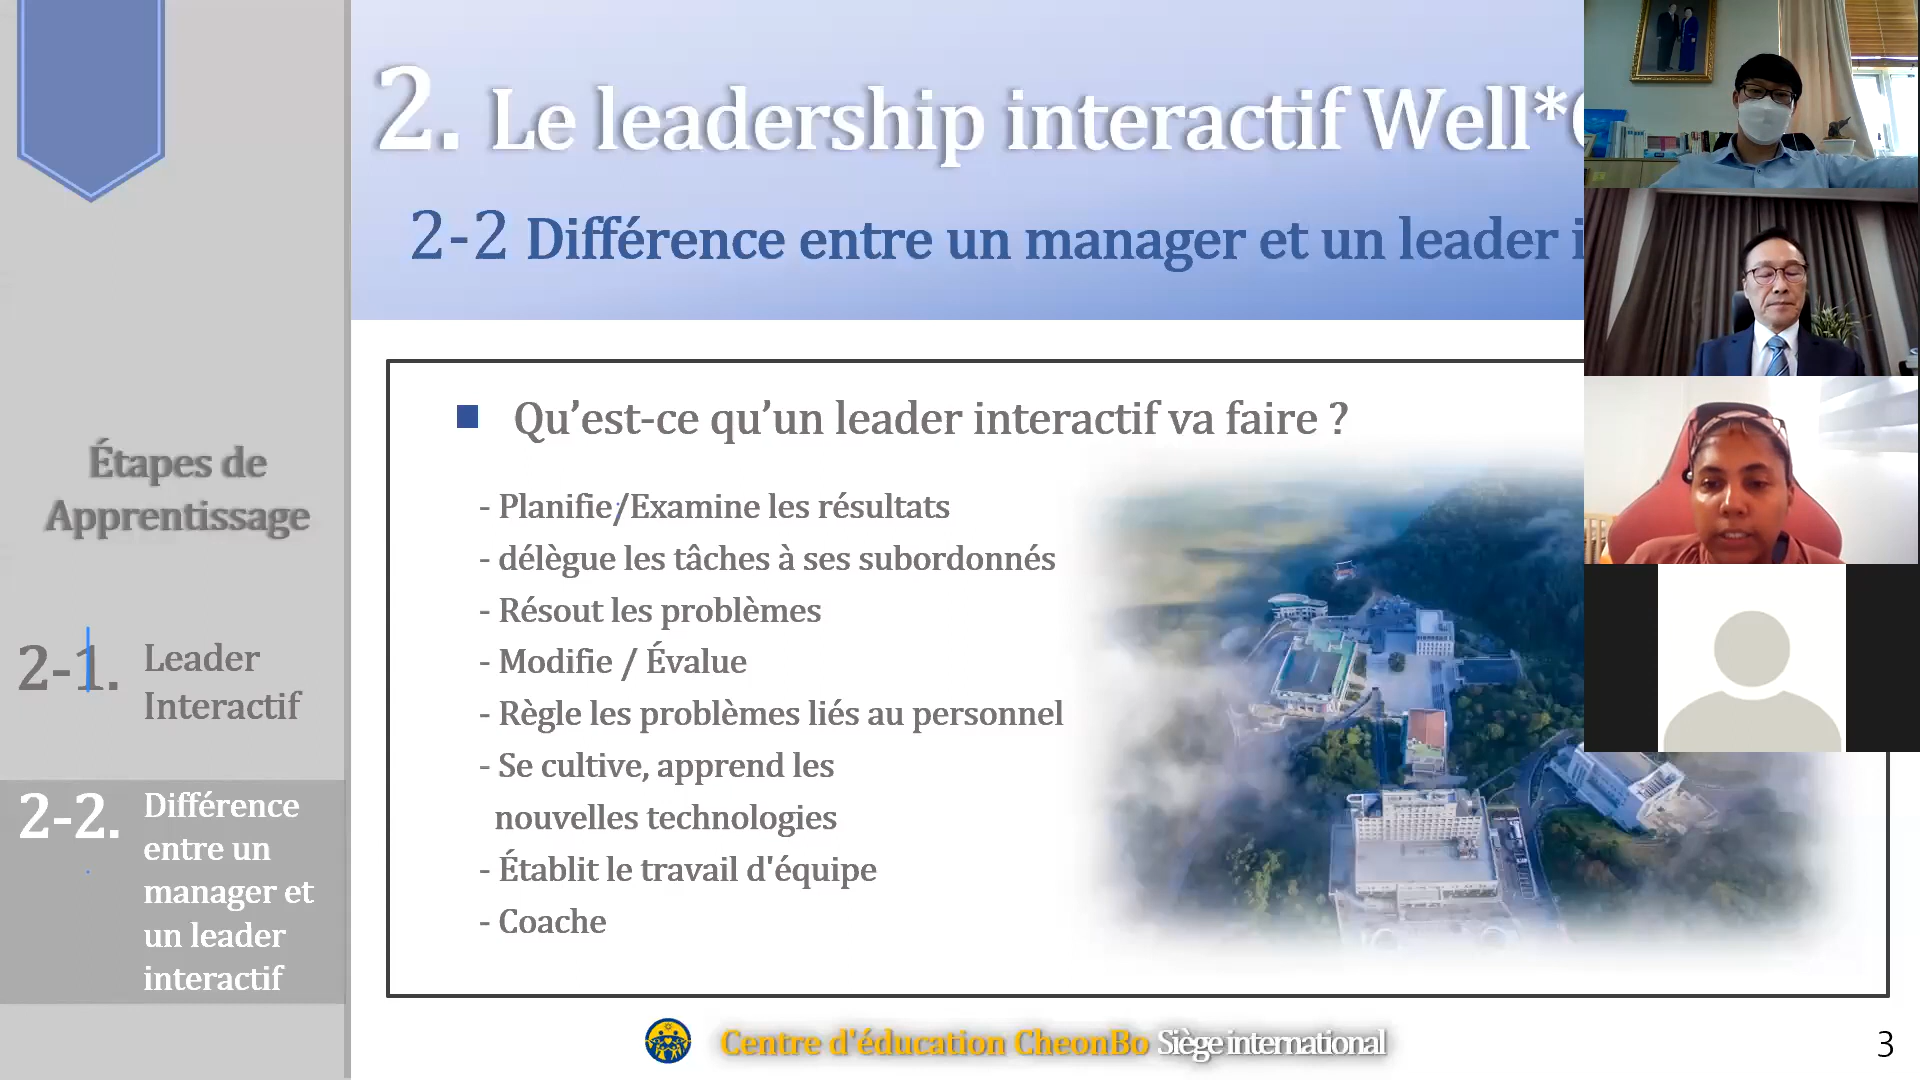 2. Le leadership interactif Well*
2-2 Différence entre un manager et un leader
Étapes de
Apprentissage
2-1. Leader
Interactif
2-2. Différence
entre un
manager et
un leader
interactif
Qu’est-ce qu’un leader interactif va faire ?
- Planifie/Examine les résultats
- délègue les tâches à ses subordonnés
- Résout les problèmes
- Modifie / Évalue
- Règle les problèmes liés au personnel
- Se cultive, apprend les
nouvelles technologies
- Établit le travail d'équipe
- Coache
Centre d'éducation CheonBo Siège international
3